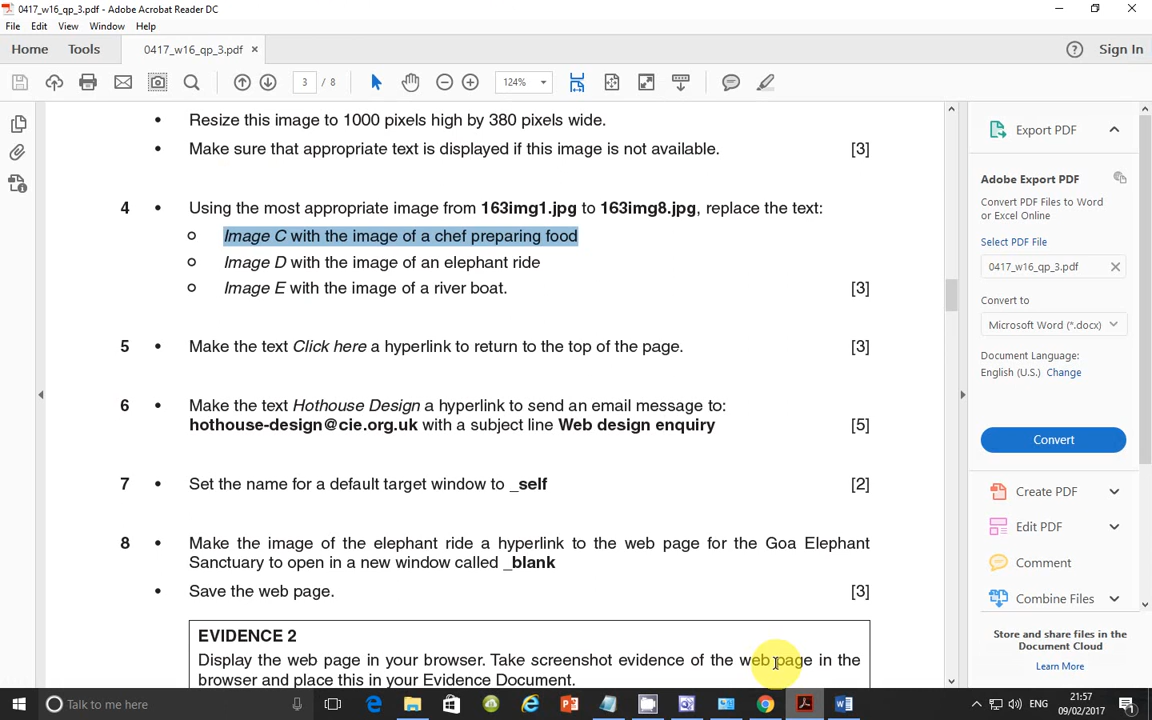 0417_w16_qp_3.pdf - Adobe Acrobat Reader DC
File Edit View Window Help
Home Tools 0417_w16_qp_3.pdf × Sign In
3 / 8 124%
Resize this image to 1000 pixels high by 380 pixels wide.
• Make sure that appropriate text is displayed if this image is not available. [3]
4 • Using the most appropriate image from 163img1.jpg to 163img8.jpg, replace the text:
Image C with the image of a chef preparing food
Image D with the image of an elephant ride
Image E with the image of a river boat. [3]
5 • Make the text Click here a hyperlink to return to the top of the page. [3]
6 • Make the text Hothouse Design a hyperlink to send an email message to:
hothouse-design@cie.org.uk with a subject line Web design enquiry [5]
7 • Set the name for a default target window to _self [2]
8 • Make the image of the elephant ride a hyperlink to the web page for the Goa Elephant
Sanctuary to open in a new window called _blank
• Save the web page. [3]
EVIDENCE 2
Display the web page in your browser. Take screenshot evidence of the web page in the
browser and place this in your Evidence Document.
Export PDF
Adobe Export PDF
Convert PDF Files to Word
or Excel Online
Select PDF File
0417_w16_qp_3.pdf
Convert to
Microsoft Word (*.docx)
Document Language:
English (U.S.) Change
Convert
Create PDF
Edit PDF
Comment
Combine Files
Store and share files in the
Document Cloud
Learn More
Talk to me here
ENG
21:57
09/02/2017
1